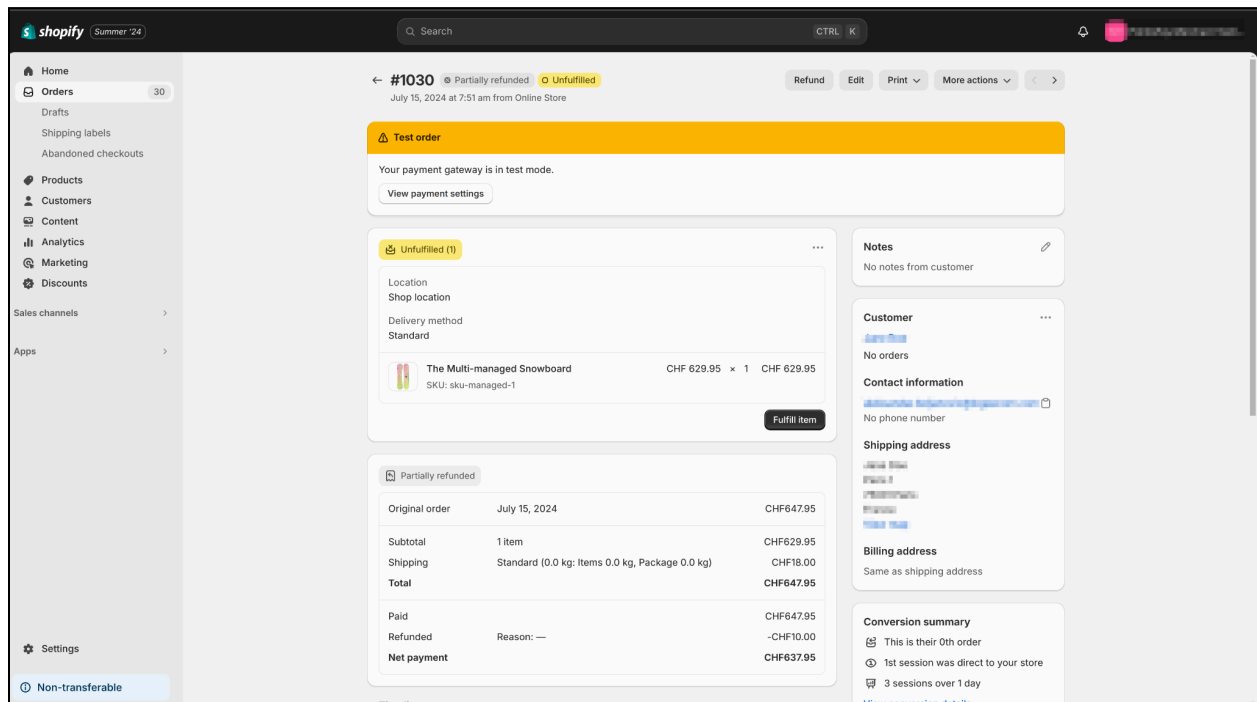 shopify Summer '24
Search CTRL K
Home
Orders 30
Drafts
Shipping labels
Abandoned checkouts
Products
Customers
Content
Analytics
Marketing
Discounts
Sales channels
Apps
Settings
Non-transferable
#1030 Partially refunded Unfulfilled
July 15, 2024 at 7:51 am from Online Store
Refund Edit Print More actions
Test order
Your payment gateway is in test mode.
View payment settings
Unfulfilled (1)
Location
Shop location
Delivery method
Standard
The Multi-managed Snowboard CHF 629.95 × 1 CHF 629.95
SKU: sku-managed-1
Fulfill item
Partially refunded
Original order July 15, 2024 CHF647.95
Subtotal 1 item CHF629.95
Shipping Standard (0.0 kg: Items 0.0 kg, Package 0.0 kg) CHF18.00
Total CHF647.95
Paid CHF647.95
Refunded Reason: — -CHF10.00
Net payment CHF637.95
Notes
No notes from customer
Customer
No orders
Contact information
No phone number
Shipping address
Billing address
Same as shipping address
Conversion summary
This is their 0th order
1st session was direct to your store
3 sessions over 1 day